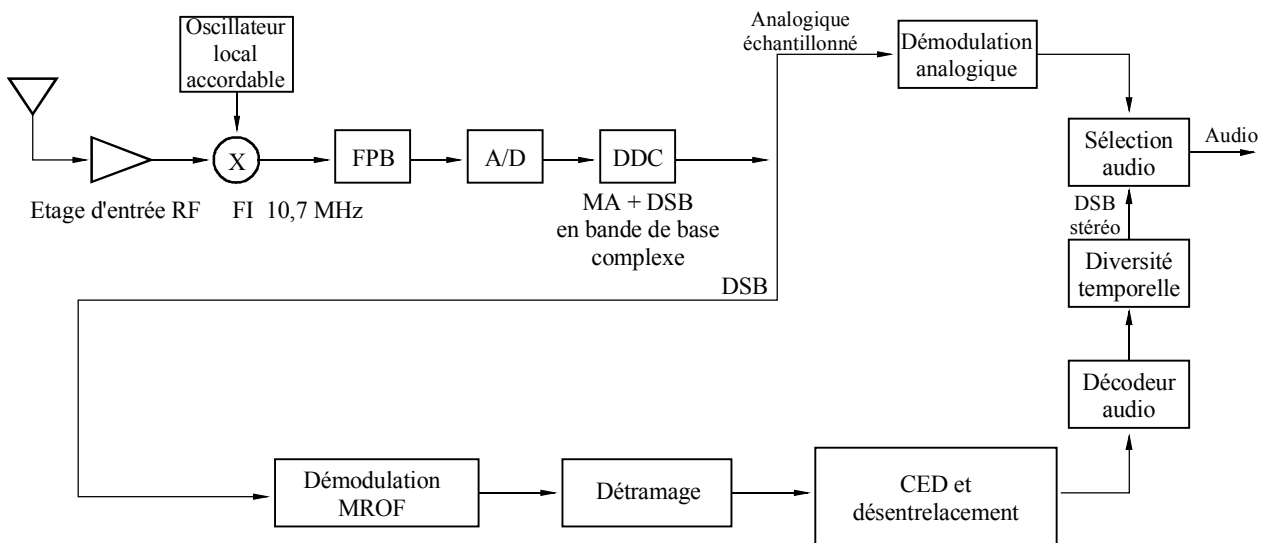 Oscillateur
local
accordable
Analogique
échantillonné
Démodulation
analogique
X
FPB
A/D
DDC
Sélection
audio
Audio
Etage d'entrée RF
FI 10,7 MHz
MA + DSB
en bande de base
complexe
DSB
stéréo
DSB
Diversité
temporelle
Décodeur
audio
Démodulation
MROF
Détramage
CED et
désentrelacement